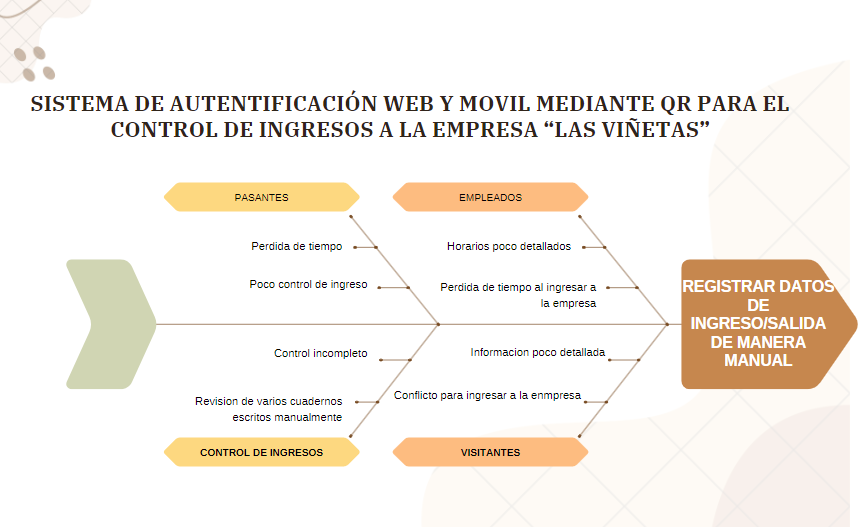 SISTEMA DE AUTENTIFICACIÓN WEB Y MOVIL MEDIANTE QR PARA EL
CONTROL DE INGRESOS A LA EMPRESA “LAS VIÑETAS”
PASANTES
EMPLEADOS
Perdida de tiempo
Horarios poco detallados
Poco control de ingreso
Perdida de tiempo al ingresar a
la empresa
REGISTRAR DATOS
DE
INGRESO/SALIDA
DE MANERA
MANUAL
Control incompleto
Informacion poco detallada
Revision de varios cuadernos
escritos manualmente
Conflicto para ingresar a la enmpresa
CONTROL DE INGRESOS
VISITANTES